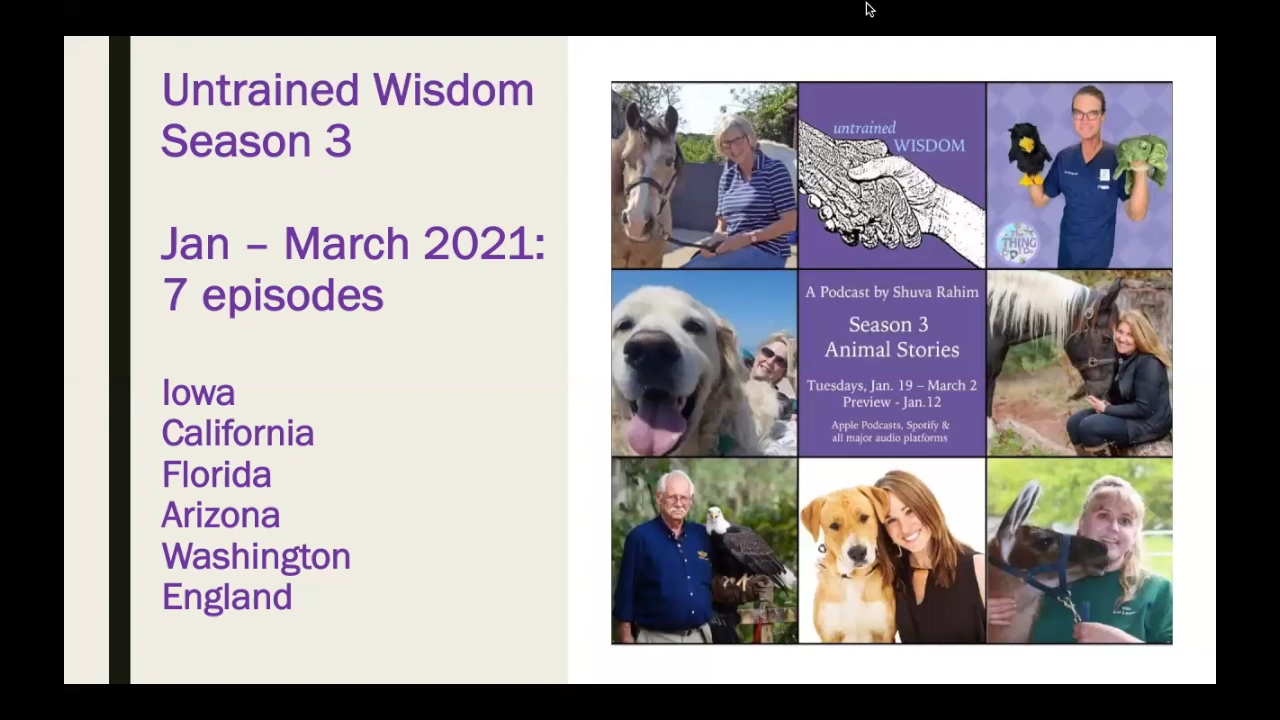 Untrained Wisdom
Season 3
Jan – March 2021:
7 episodes
Iowa
California
Florida
Arizona
Washington
England
untrained
WISDOM
THING
A Podcast by Shuva Rahim
Season 3
Animal Stories
Tuesdays, Jan. 19 – March 2
Preview - Jan.12
Apple Podcasts, Spotify &
all major audio platforms